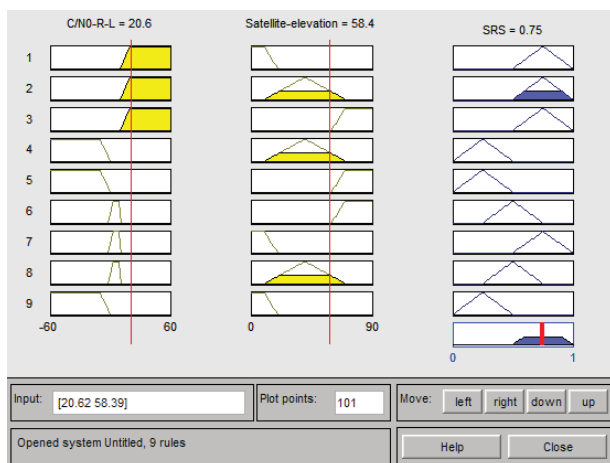 C/N0-R-L = 20.6 Satellite-elevation = 58.4 SRS = 0.75
1
2
3
4
5
6
7
8
9
-60 60 0 90
0 1
Input: [20.62 58.39] Plot points: 101 Move: left right down up
Opened system Untitled, 9 rules Help Close